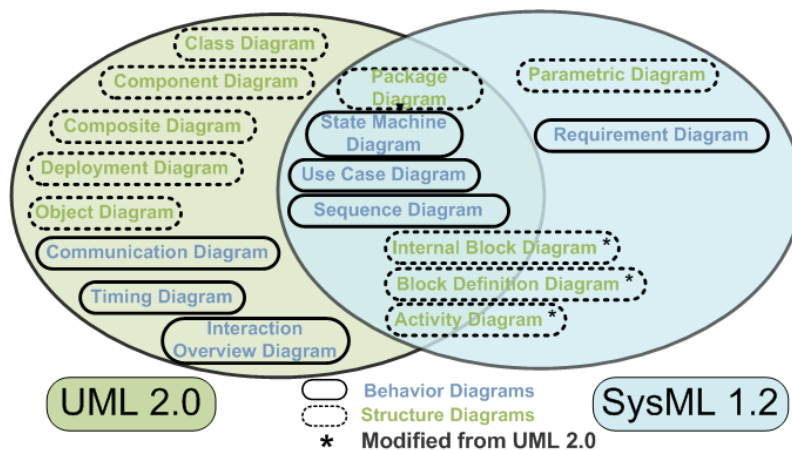 Class Diagram
Component Diagram
Composite Diagram
Deployment Diagram
Object Diagram
Communication Diagram
Timing Diagram
Interaction
Overview Diagram
Package
Diagram
State Machine
Diagram
Use Case Diagram
Sequence Diagram
Internal Block Diagram *
Block Definition Diagram *
Activity Diagram *
Parametric Diagram
Requirement Diagram
UML 2.0
Behavior Diagrams
Structure Diagrams
* Modified from UML 2.0
SysML 1.2